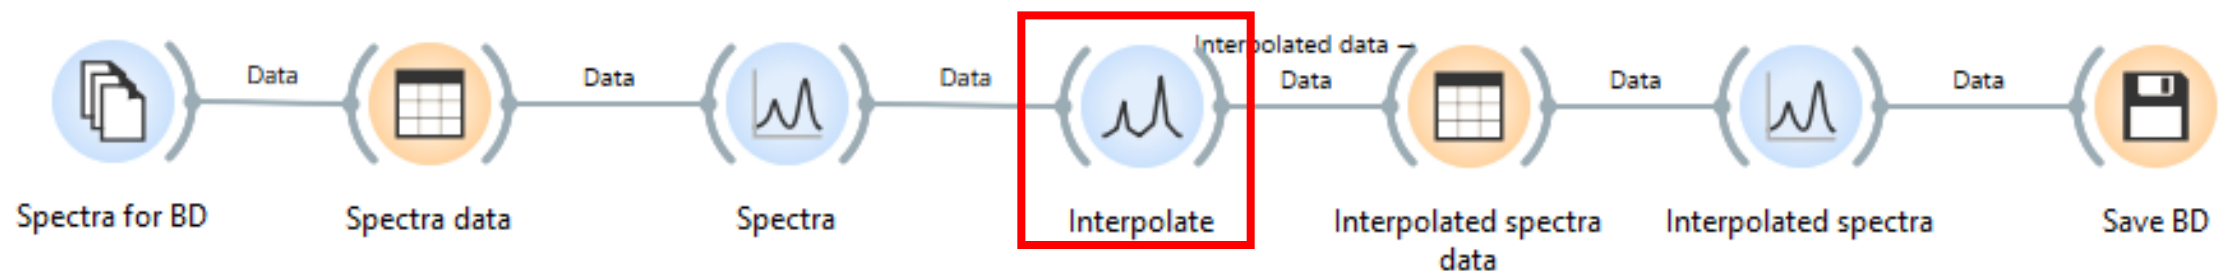 Interpolated data →
Data
Data
Data
Data
Data
Data
Spectra for BD
Spectra data
Spectra
Interpolate
Interpolated spectra
data
Interpolated spectra
Save BD